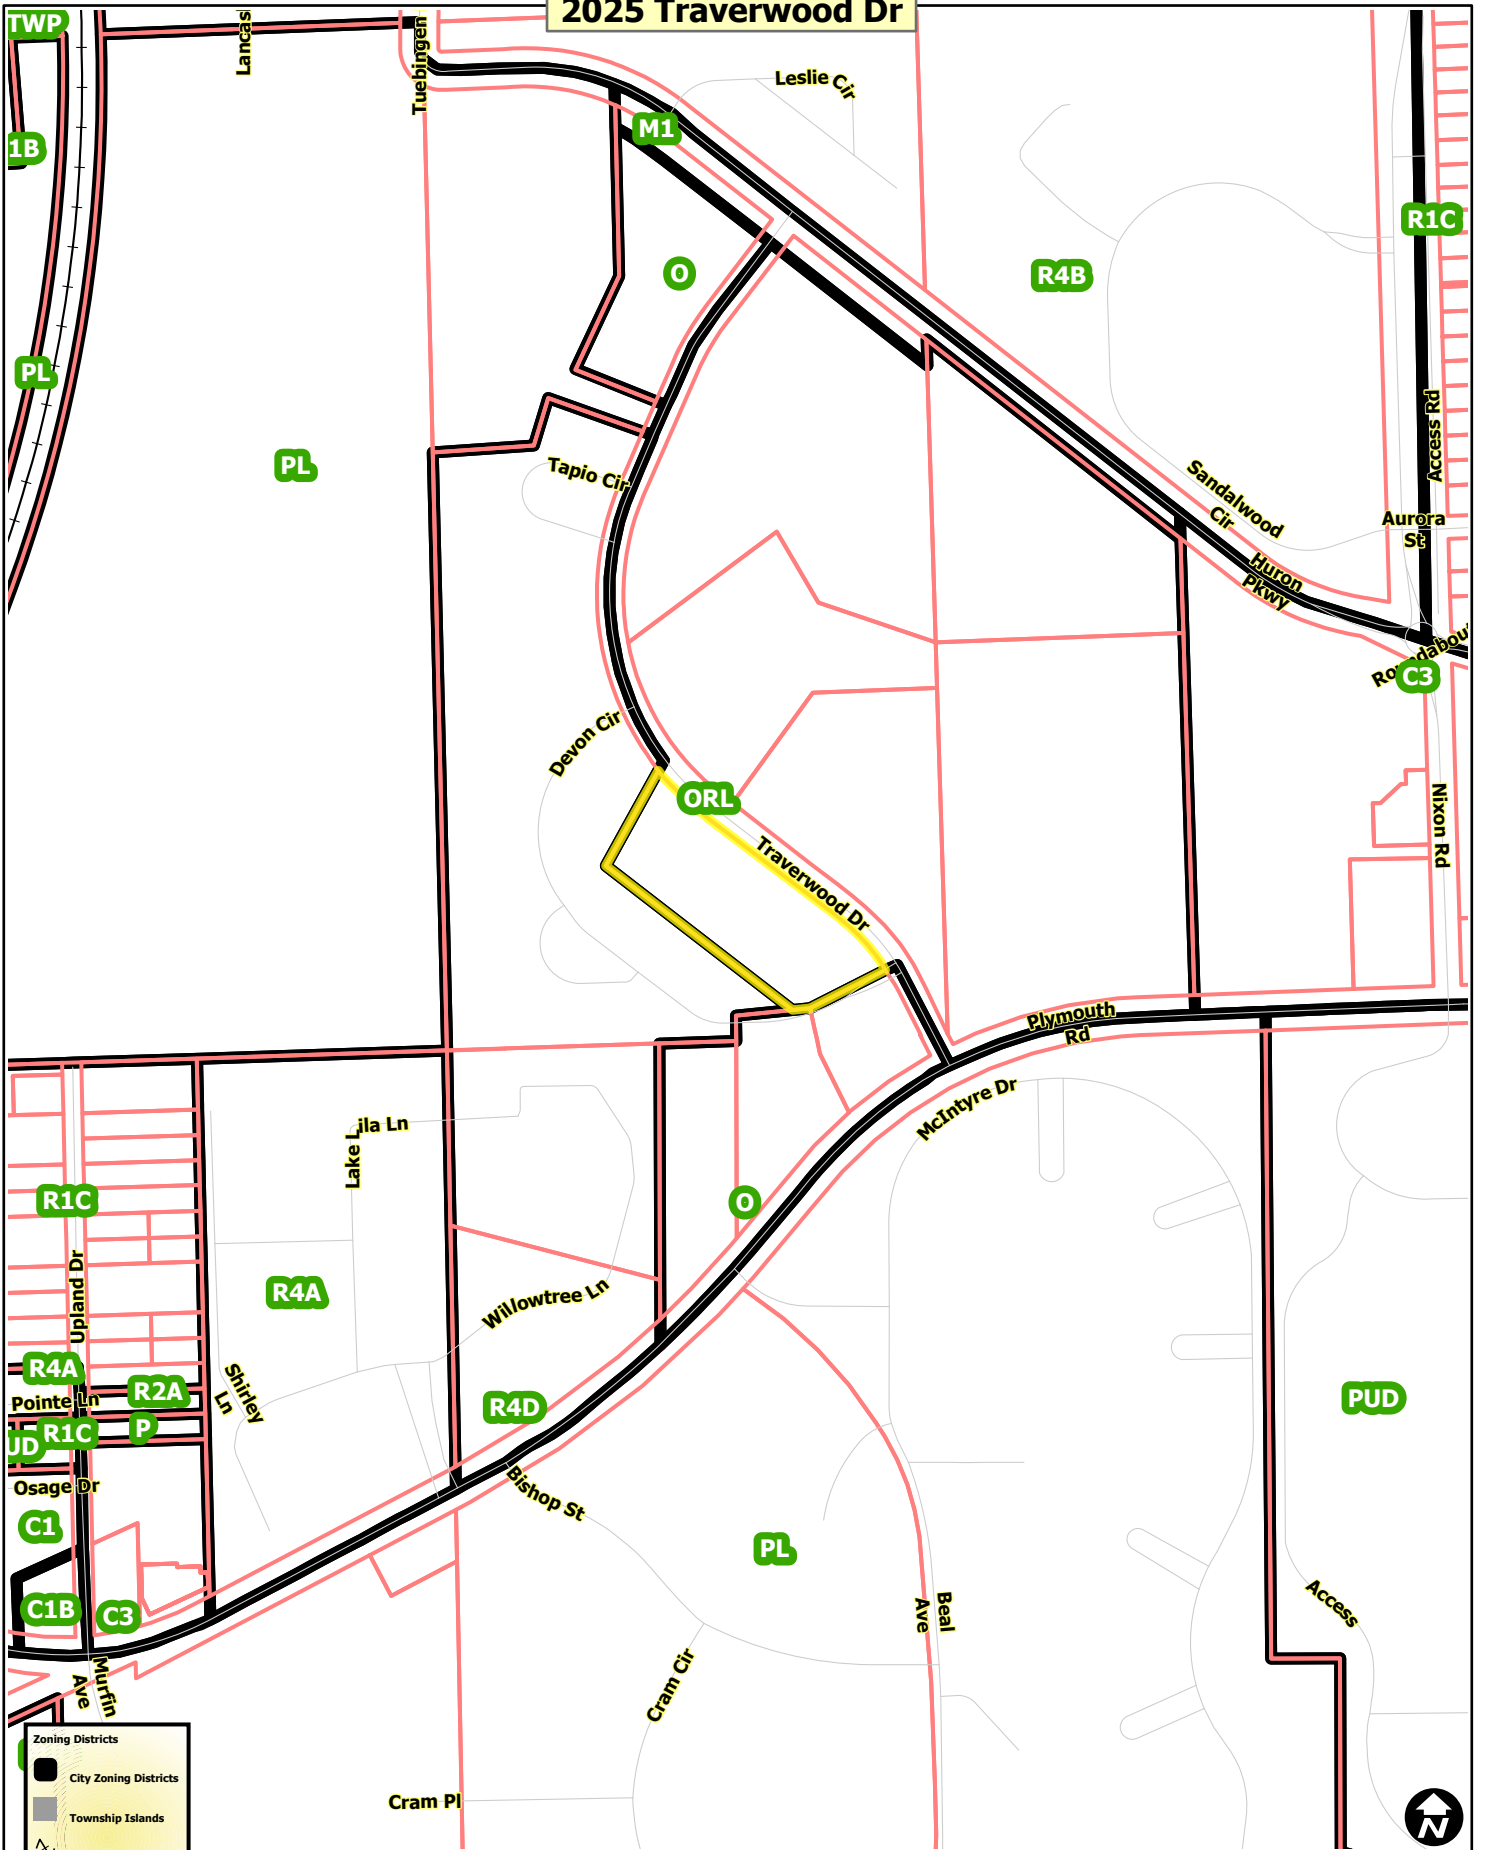 2025 Traverwood Dr
TWP
Lancas
Tuebingen
Leslie Cir
M1
1B
R1C
O
R4B
PL
Access Rd
PL
Tapio Cir
Sandalwood
Cir
Aurora
St
Huron
Pkwy
Roundabout
C3
Devon Cir
ORL
Nixon Rd
Traverwood Dr
Plymouth
Rd
McIntyre Dr
Lake Lila Ln
R1C
O
Upland Dr
R4A
Willowtree Ln
R4A
R2A
Shirley
Ln
Pointe Ln
R4D
PUD
R1C
P
UD
Osage Dr
Bishop St
C1
PL
C1B
C3
Beal
Ave
Access
Murfin
Ave
Cram Cir
Zoning Districts
City Zoning Districts
Township Islands
Cram Pl
N